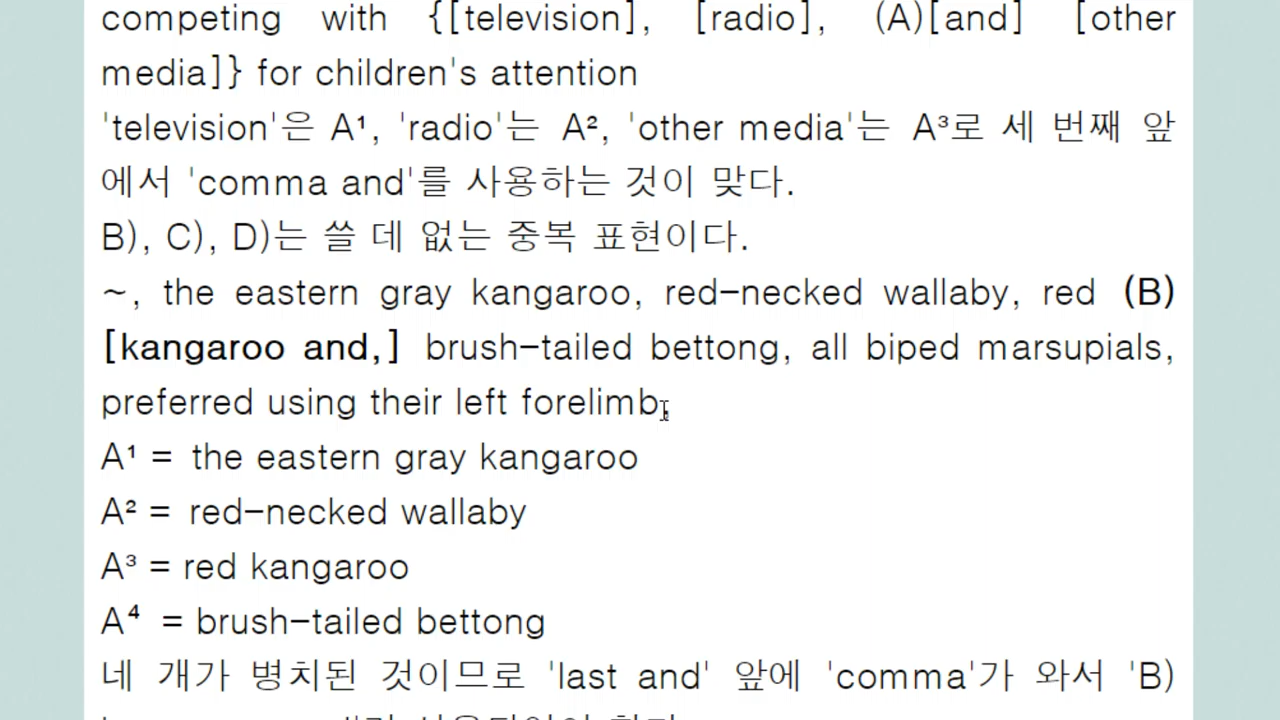 competing with {[television], [radio], (A)[and] [other
media]} for children's attention
'television'은 A¹, 'radio'는 A², 'other media'는 A³로 세 번째 앞
에서 'comma and'를 사용하는 것이 맞다.
B), C), D)는 쓸 데 없는 중복 표현이다.
~, the eastern gray kangaroo, red-necked wallaby, red (B)
[kangaroo and,] brush-tailed bettong, all biped marsupials,
preferred using their left forelimb.
A¹ = the eastern gray kangaroo
A² = red-necked wallaby
A³ = red kangaroo
A⁴ = brush-tailed bettong
네 개가 병치된 것이므로 'last and' 앞에 'comma'가 와서 'B)